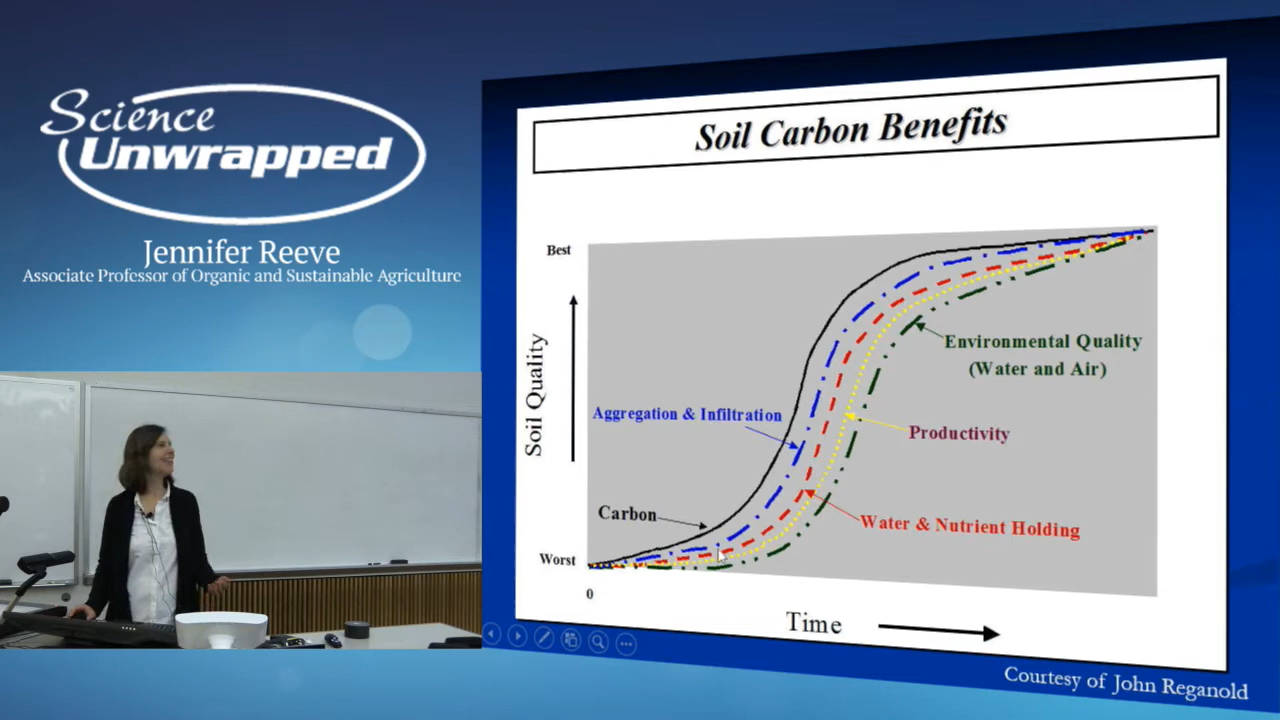 Science
Unwrapped
Jennifer Reeve
Associate Professor of Organic and Sustainable Agriculture
Soil Carbon Benefits
Best
Soil Quality
Environmental Quality
(Water and Air)
Aggregation & Infiltration
Productivity
Carbon
Water & Nutrient Holding
Worst
0
Time
Courtesy of John Reganold